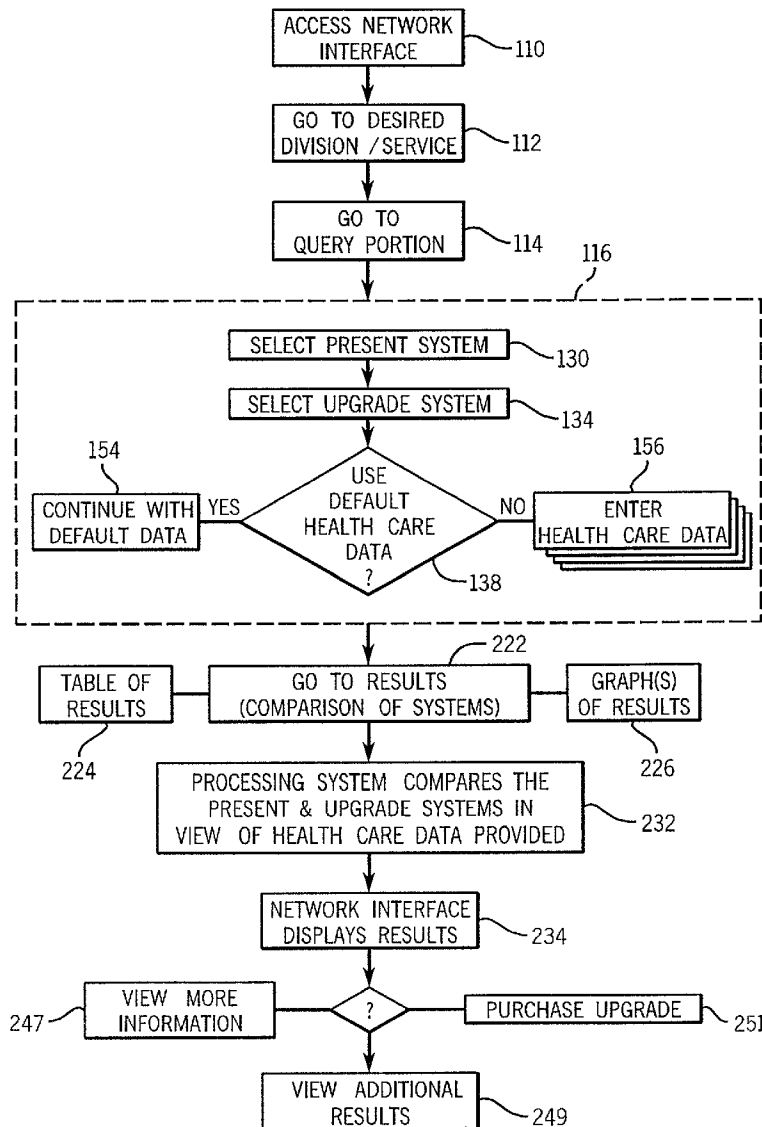 ACCESS NETWORK
INTERFACE
110
GO TO DESIRED
DIVISION / SERVICE
112
GO TO
QUERY PORTION
114
116
SELECT PRESENT SYSTEM
130
SELECT UPGRADE SYSTEM
134
154
CONTINUE WITH
DEFAULT DATA
YES
USE
DEFAULT
HEALTH CARE
DATA
?
138
NO
156
ENTER
HEALTH CARE DATA
222
TABLE OF
RESULTS
224
GO TO RESULTS
(COMPARISON OF SYSTEMS)
GRAPH(S)
OF RESULTS
226
PROCESSING SYSTEM COMPARES THE
PRESENT & UPGRADE SYSTEMS IN
VIEW OF HEALTH CARE DATA PROVIDED
232
NETWORK INTERFACE
DISPLAYS RESULTS
234
247
VIEW MORE
INFORMATION
?
PURCHASE UPGRADE
251
VIEW ADDITIONAL
RESULTS
249